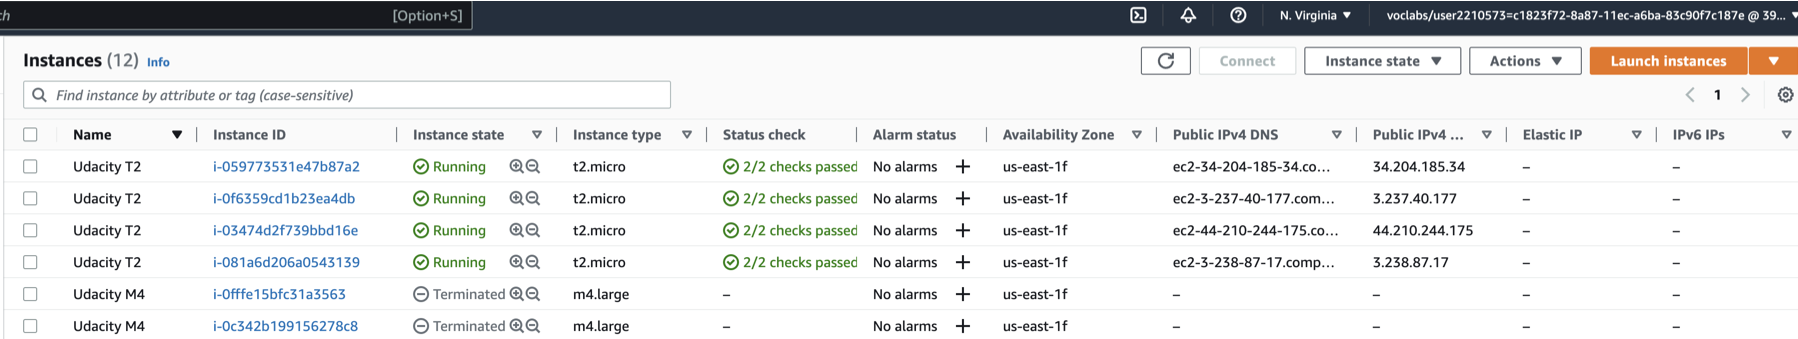 ch [Option+S] N. Virginia ▼ voclabs/user2210573=c1823f72-8a87-11ec-a6ba-83c90f7c187e @ 39... ▼
Instances (12) Info Connect Instance state ▼ Actions ▼ Launch instances ▼
Find instance by attribute or tag (case-sensitive) 1
Name Instance ID Instance state Instance type Status check Alarm status Availability Zone Public IPv4 DNS Public IPv4 ... Elastic IP IPv6 IPs
Udacity T2 i-059773531e47b87a2 Running t2.micro 2/2 checks passed No alarms + us-east-1f ec2-34-204-185-34.co... 34.204.185.34 – –
Udacity T2 i-0f6359cd1b23ea4db Running t2.micro 2/2 checks passed No alarms + us-east-1f ec2-3-237-40-177.com... 3.237.40.177 – –
Udacity T2 i-03474d2f739bbd16e Running t2.micro 2/2 checks passed No alarms + us-east-1f ec2-44-210-244-175.co... 44.210.244.175 – –
Udacity T2 i-081a6d206a0543139 Running t2.micro 2/2 checks passed No alarms + us-east-1f ec2-3-238-87-17.comp... 3.238.87.17 – –
Udacity M4 i-0fffe15bfc31a3563 Terminated m4.large – No alarms + us-east-1f – – – –
Udacity M4 i-0c342b199156278c8 Terminated m4.large – No alarms + us-east-1f – – – –